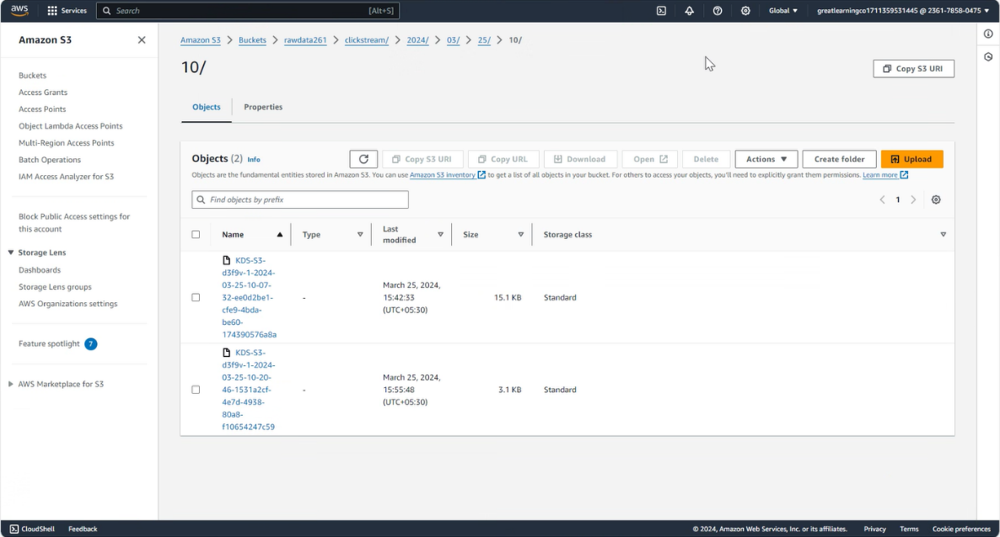 aws Services Search [Alt+S] Global greatlearningco1711359531445 @ 2361-7858-0475
Amazon S3
Buckets
Access Grants
Access Points
Object Lambda Access Points
Multi-Region Access Points
Batch Operations
IAM Access Analyzer for S3
Block Public Access settings for
this account
Storage Lens
Dashboards
Storage Lens groups
AWS Organizations settings
Feature spotlight 7
AWS Marketplace for S3
Amazon S3 > Buckets > rawdata261 > clickstream/ > 2024/ > 03/ > 25/ > 10/
10/
Copy S3 URI
Objects Properties
Objects (2) Info
Copy S3 URI Copy URL Download Open Delete Actions Create folder Upload
Objects are the fundamental entities stored in Amazon S3. You can use Amazon S3 inventory to get a list of all objects in your bucket. For others to access your objects, you'll need to explicitly grant them permissions. Learn more
Find objects by prefix
1
Name Type Last modified Size Storage class
KDS-S3-
d3f9v-1-2024-
03-25-10-07-
32-ee0d2be1-
cfe9-4bda-
be60-
174390576a8a
-
March 25, 2024,
15:42:33
(UTC+05:30)
15.1 KB
Standard
KDS-S3-
d3f9v-1-2024-
03-25-10-20-
46-1531a2cf-
4e7d-4938-
80a8-
f10654247c59
-
March 25, 2024,
15:55:48
(UTC+05:30)
3.1 KB
Standard
CloudShell Feedback © 2024, Amazon Web Services, Inc. or its affiliates. Privacy Terms Cookie preferences